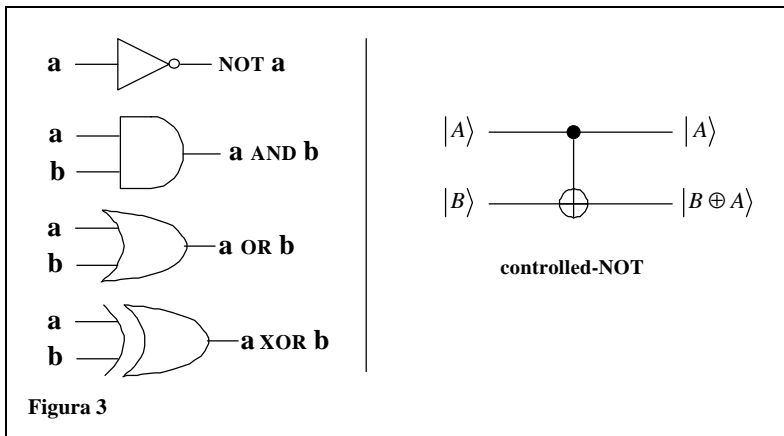 a NOT a
a
b
a AND b
a
b
a OR b
a
b
a XOR b
Figura 3
|A⟩ |A⟩
|B⟩ |B ⊕ A⟩
controlled-NOT